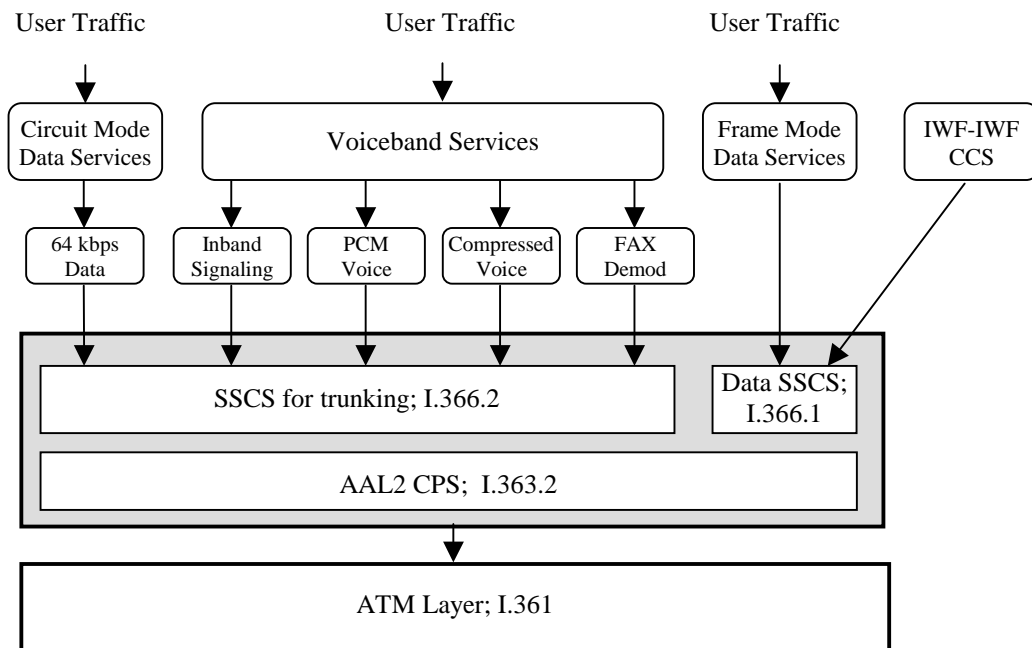 User Traffic
User Traffic
User Traffic
Circuit Mode
Data Services
Voiceband Services
Frame Mode
Data Services
IWF-IWF
CCS
64 kbps
Data
Inband
Signaling
PCM
Voice
Compressed
Voice
FAX
Demod
SSCS for trunking; I.366.2
Data SSCS;
I.366.1
AAL2 CPS;  I.363.2
ATM Layer; I.361